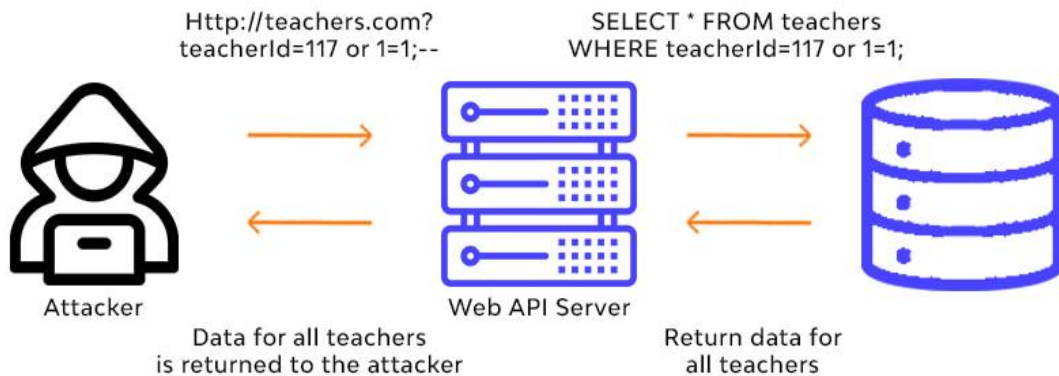 Http://teachers.com?
teacherId=117 or 1=1;--
SELECT * FROM teachers
WHERE teacherId=117 or 1=1;
Attacker
Web API Server
Data for all teachers
is returned to the attacker
Return data for
all teachers